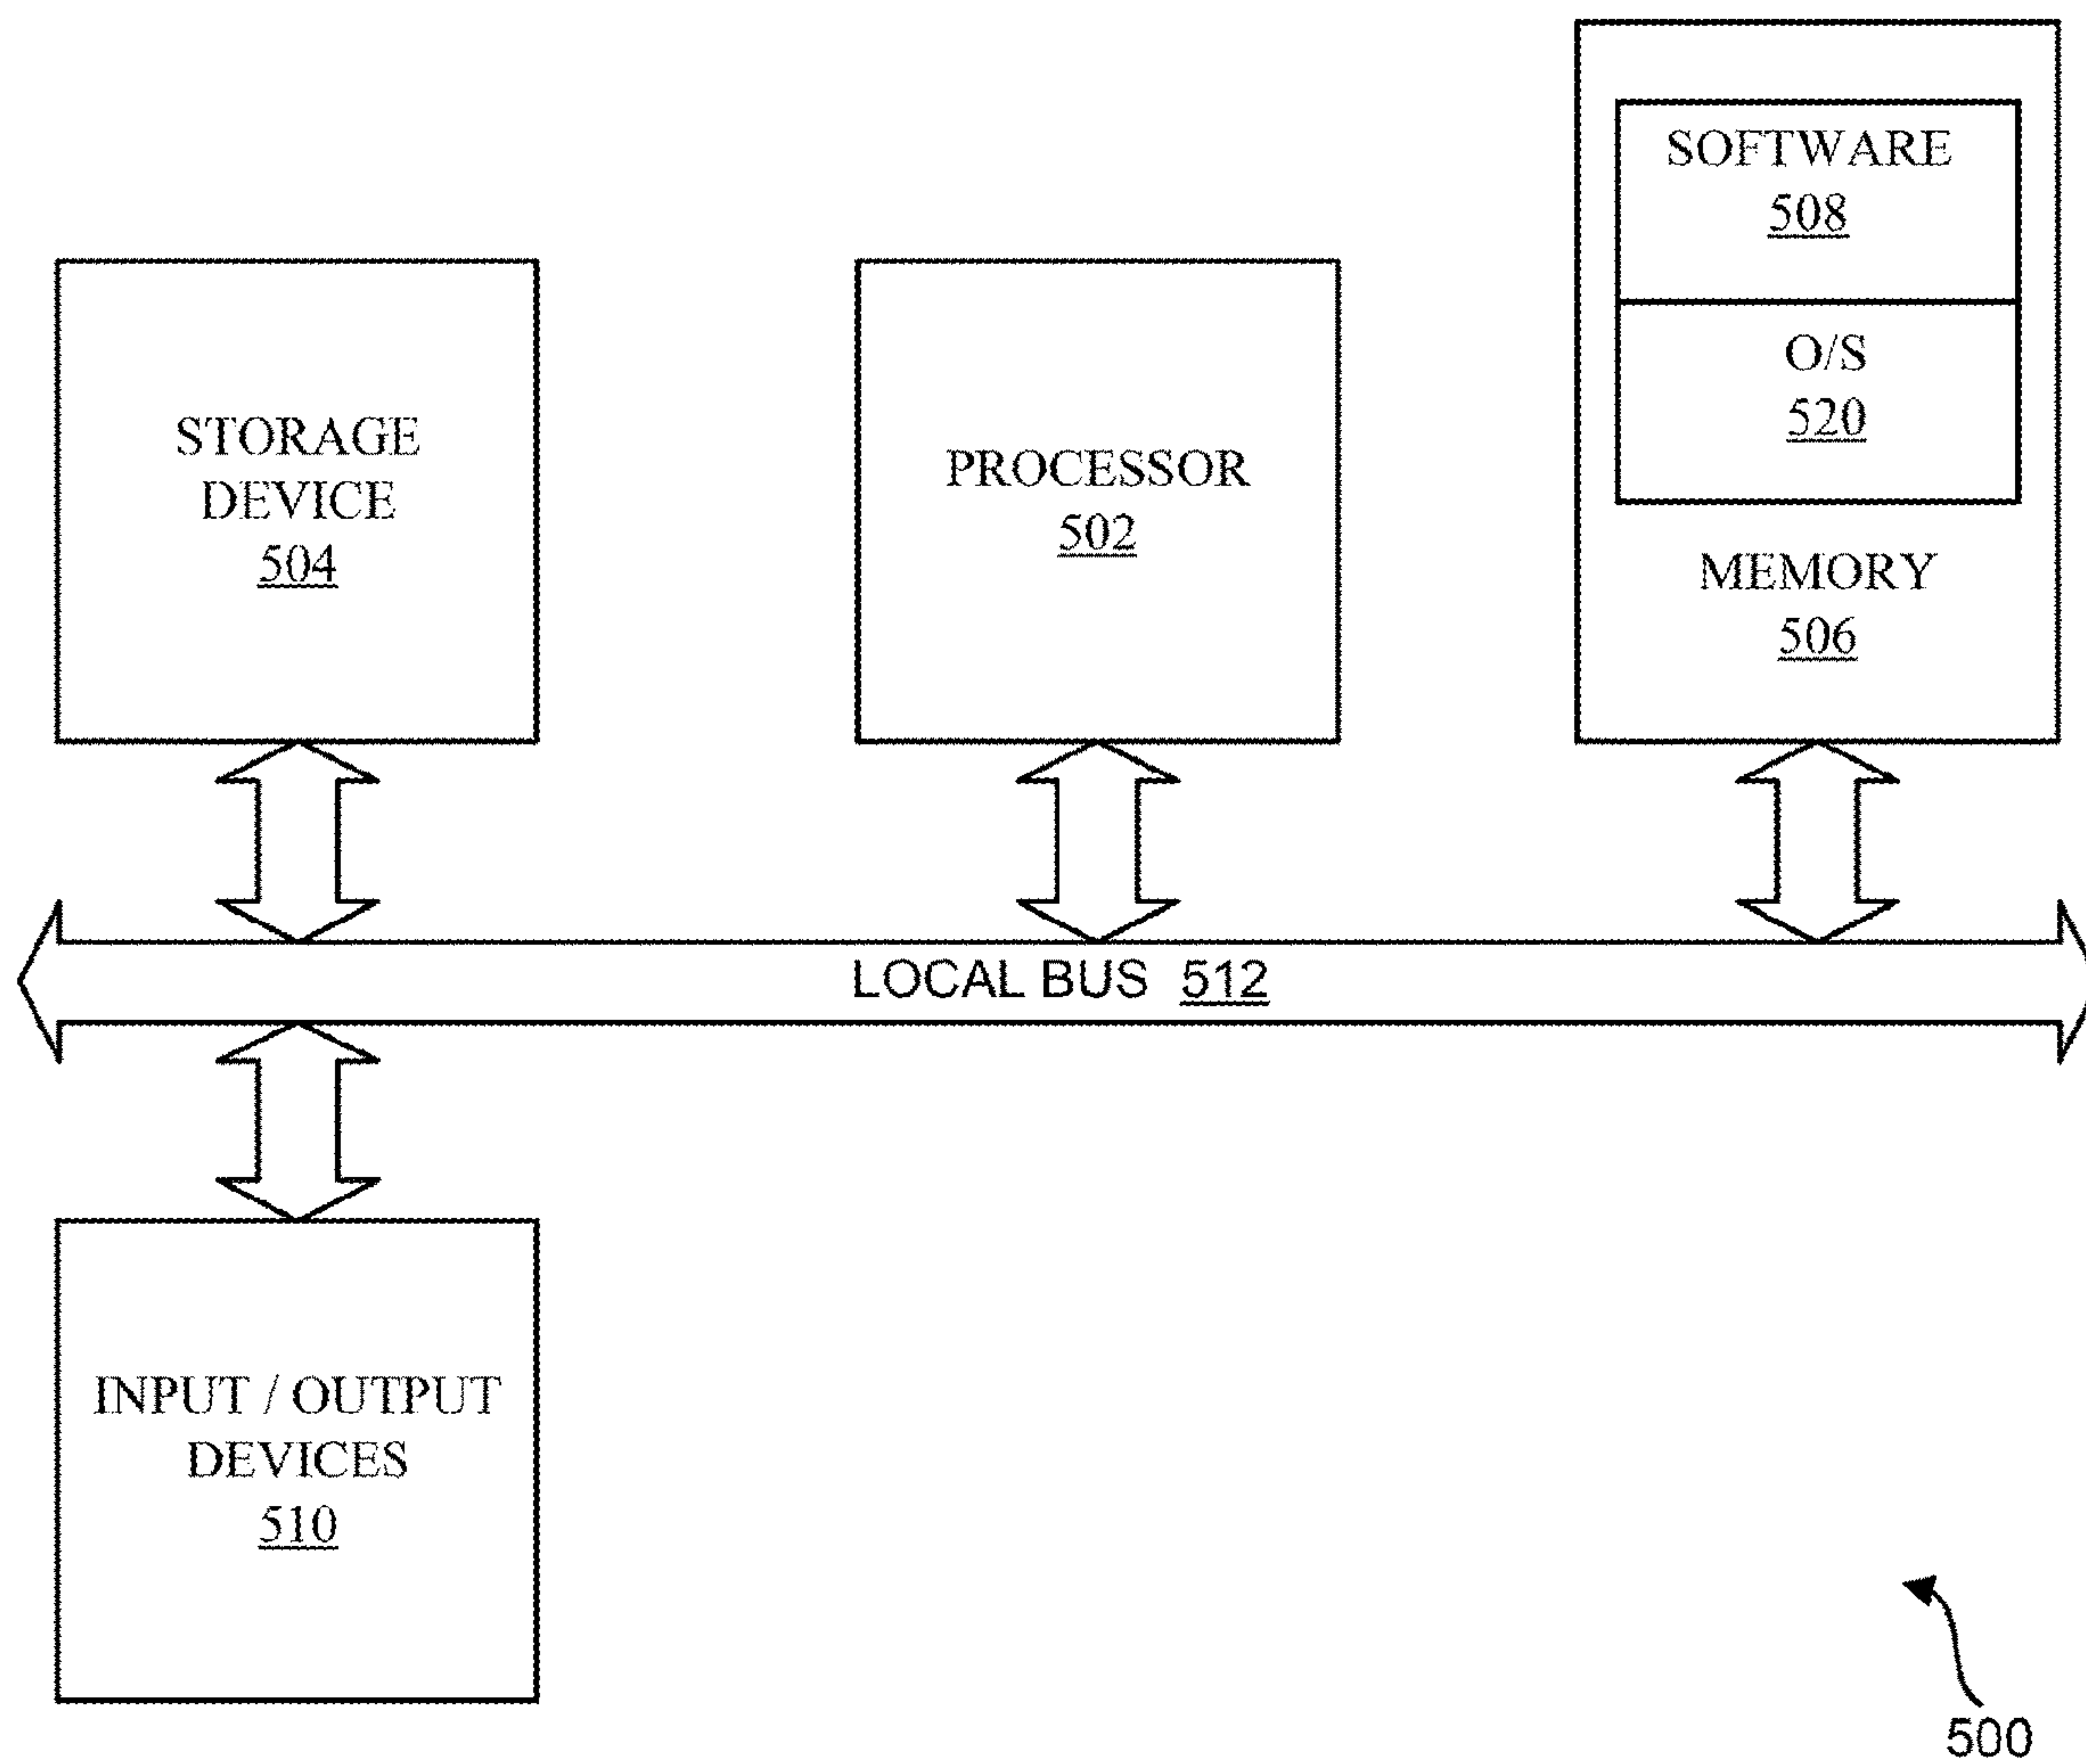 SOFTWARE
508
O/S
520
MEMORY
506
STORAGE
DEVICE
504
PROCESSOR
502
LOCAL BUS 512
INPUT / OUTPUT
DEVICES
510
500